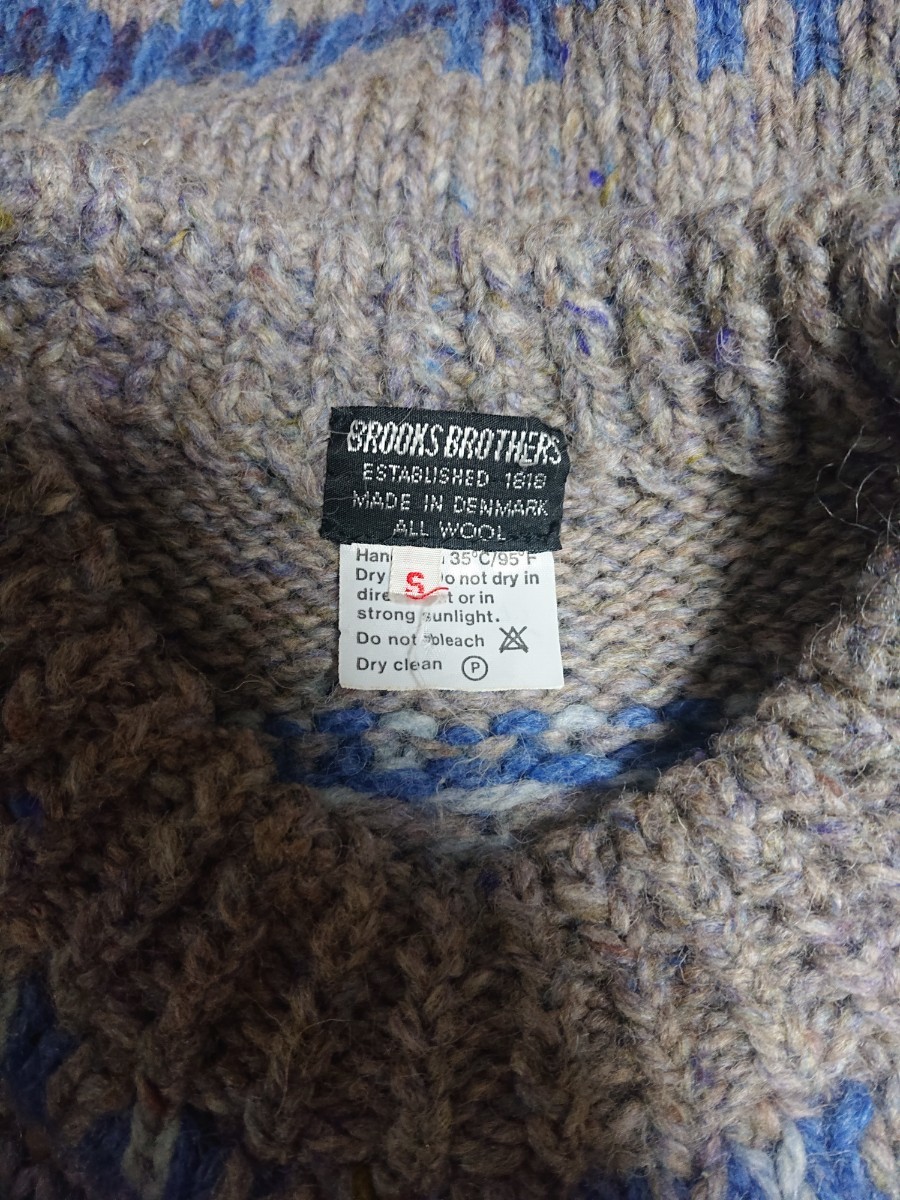 BROOKS BROTHERS
ESTABLISHED 1818
MADE IN DENMARK
ALL WOOL
35°C/95°F
S
Dry Do not dry in
or in
strong sunlight.
Do not bleach
Dry clean P